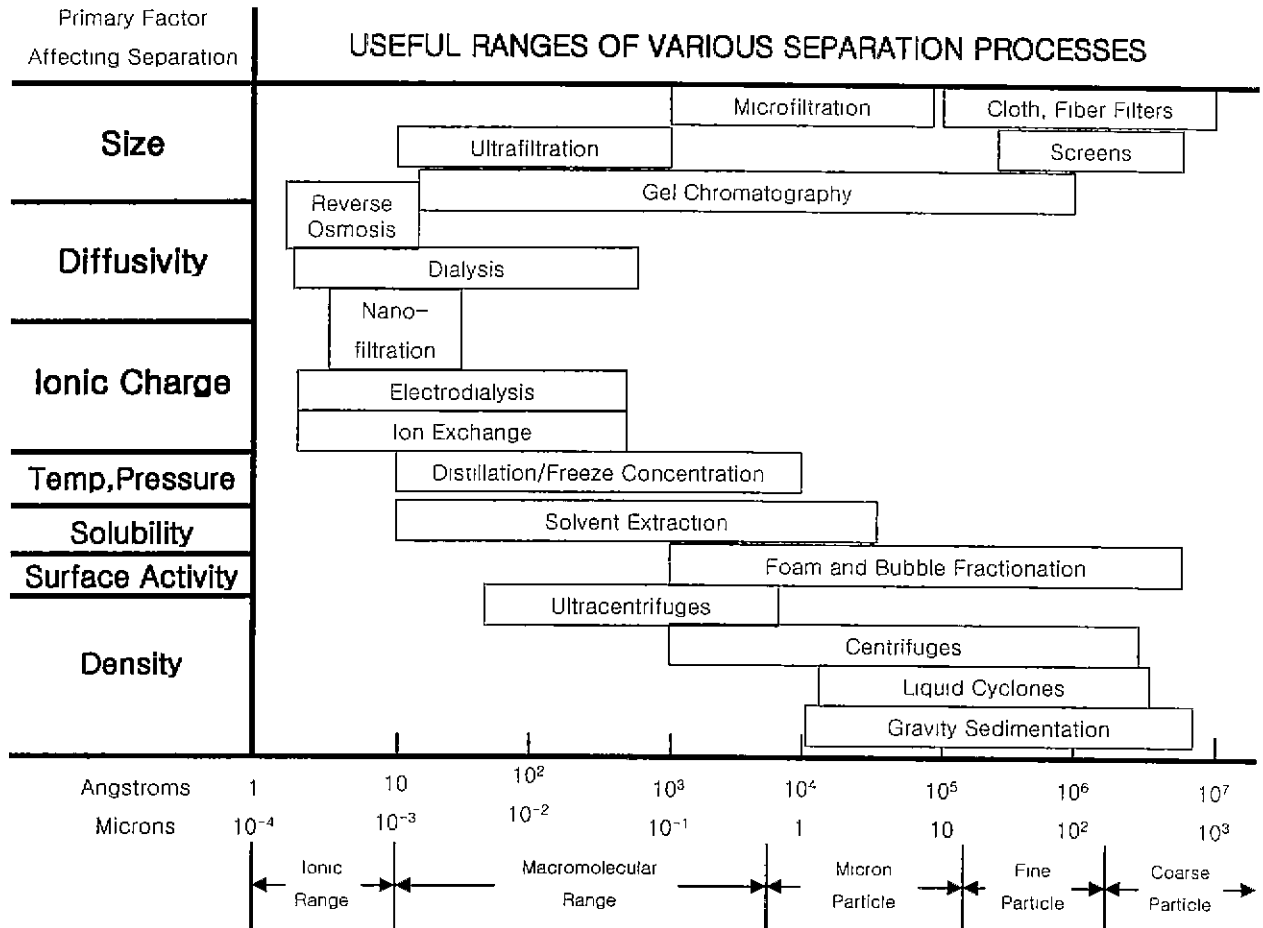 Primary Factor
Affecting Separation
USEFUL RANGES OF VARIOUS SEPARATION PROCESSES
Size
Microfiltration
Cloth, Fiber Filters
Ultrafiltration
Screens
Gel Chromatography
Reverse
Osmosis
Diffusivity
Dialysis
Nano-
filtration
Ionic Charge
Electrodialysis
Ion Exchange
Temp,Pressure
Distillation/Freeze Concentration
Solubility
Solvent Extraction
Surface Activity
Foam and Bubble Fractionation
Density
Ultracentrifuges
Centrifuges
Liquid Cyclones
Gravity Sedimentation
Angstroms 1 10 10² 10³ 10⁴ 10⁵ 10⁶ 10⁷
Microns 10⁻⁴ 10⁻³ 10⁻² 10⁻¹ 1 10 10² 10³
Ionic
Range
Macromolecular
Range
Micron
Particle
Fine
Particle
Coarse
Particle